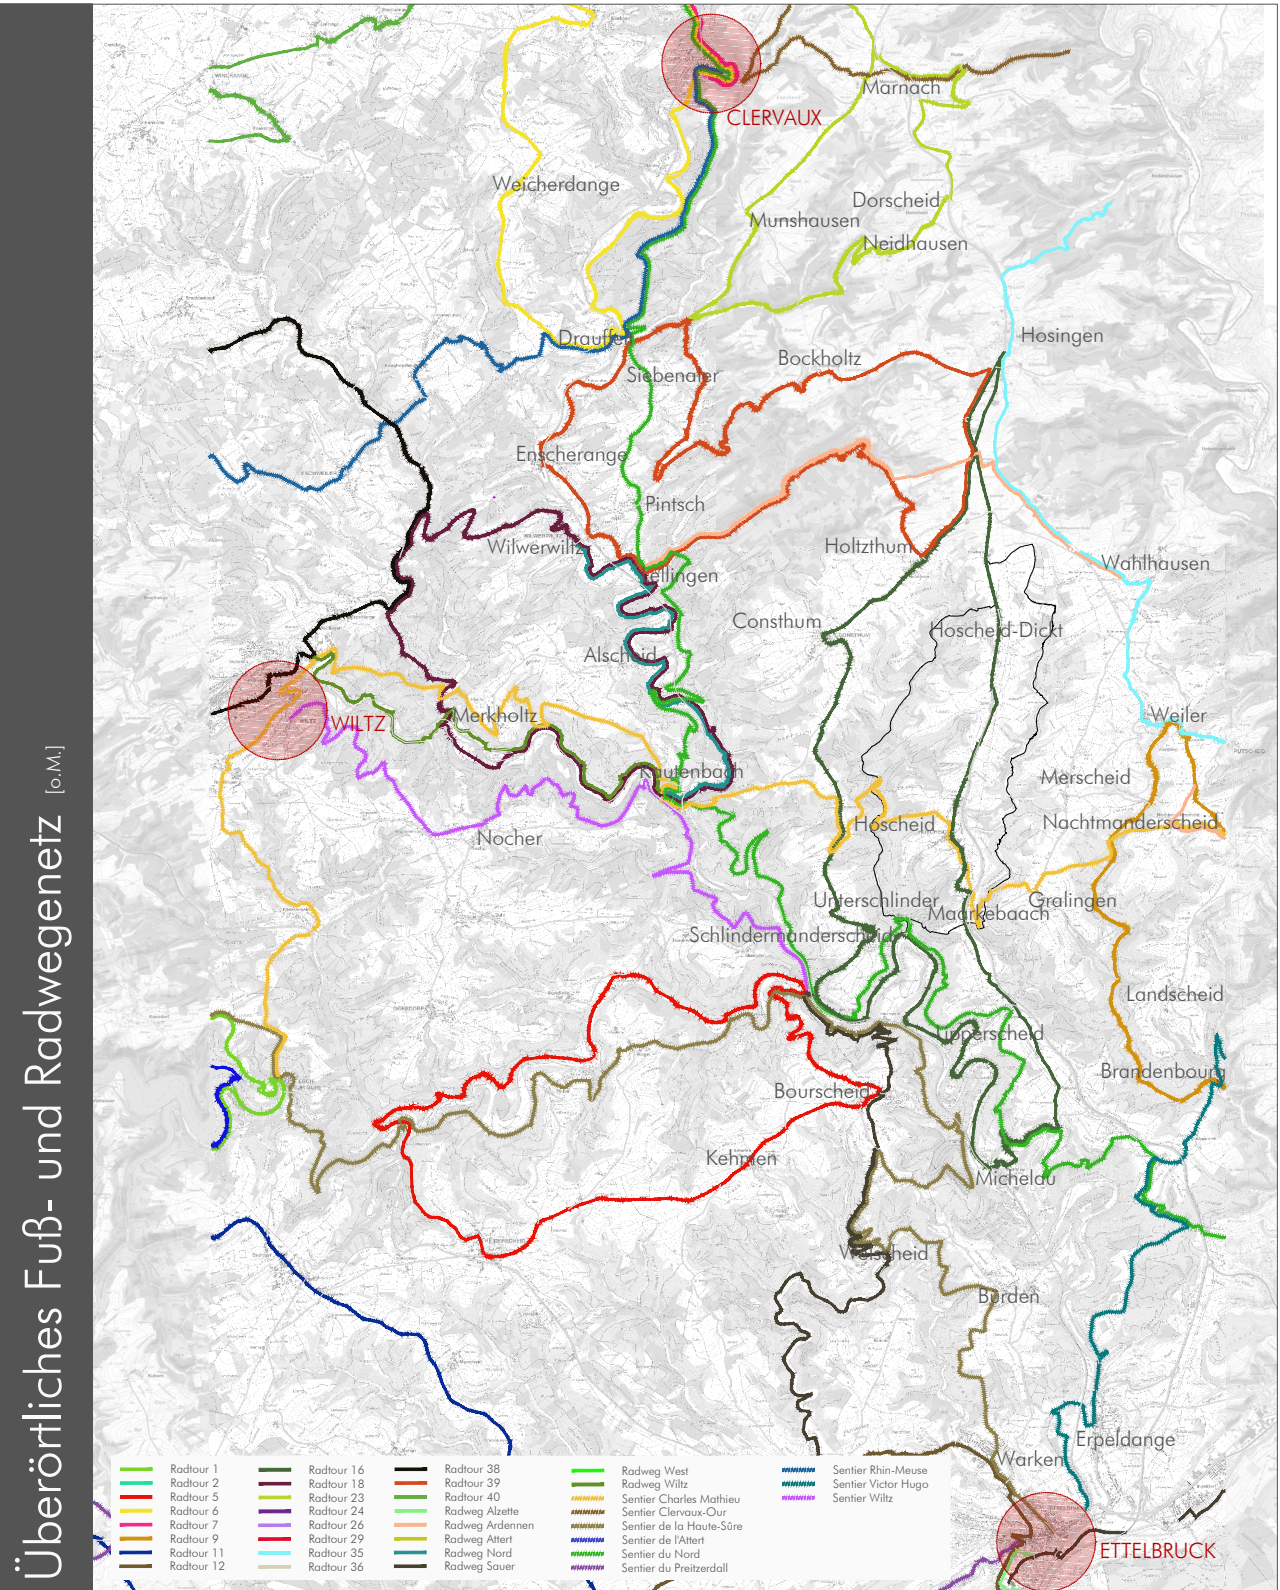 Überörtliches Fuß- und Radwegenetz [o.M.]
CLERVAUX
Marnach
Weicherdange
Dorscheid
Munshausen
Neidhausen
Hosingen
Drauffelt
Bockholtz
Siebenaler
Enscherange
Pintsch
Wilwerwiltz
Holtzthum
Wahlhausen
ellingen
Consthum
Hoscheid-Dickt
Alscheid
Merkholtz
Weiler
WILTZ
Kautenbach
Merscheid
Nocher
Hoscheid
Nachtmanderscheid
Unterschlinder
Gralingen
Maarkebaach
Schlindermanderscheid
Landscheid
Lipperscheid
Brandenbourg
Bourscheid
Kehmen
Michelau
Welscheid
Burden
Erpeldange
Warken
ETTELBRUCK
Radtour 1
Radtour 2
Radtour 5
Radtour 6
Radtour 7
Radtour 9
Radtour 11
Radtour 12
Radtour 16
Radtour 18
Radtour 23
Radtour 24
Radtour 26
Radtour 29
Radtour 35
Radtour 36
Radtour 38
Radtour 39
Radtour 40
Radweg Alzette
Radweg Ardennen
Radweg Attert
Radweg Nord
Radweg Sauer
Radweg West
Radweg Wiltz
Sentier Charles Mathieu
Sentier Clervaux-Our
Sentier de la Haute-Sûre
Sentier de l'Attert
Sentier du Nord
Sentier du Preitzerdall
Sentier Rhin-Meuse
Sentier Victor Hugo
Sentier Wiltz